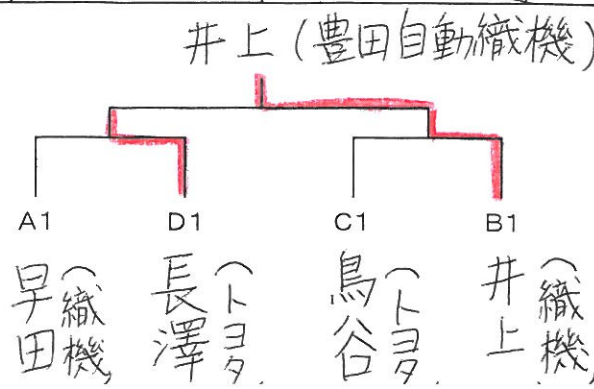 井上(豊田自動織機)
A1 D1 C1 B1
早田(織機)
長澤(トヨタ)
鳥谷(トヨタ)
井上(織機)